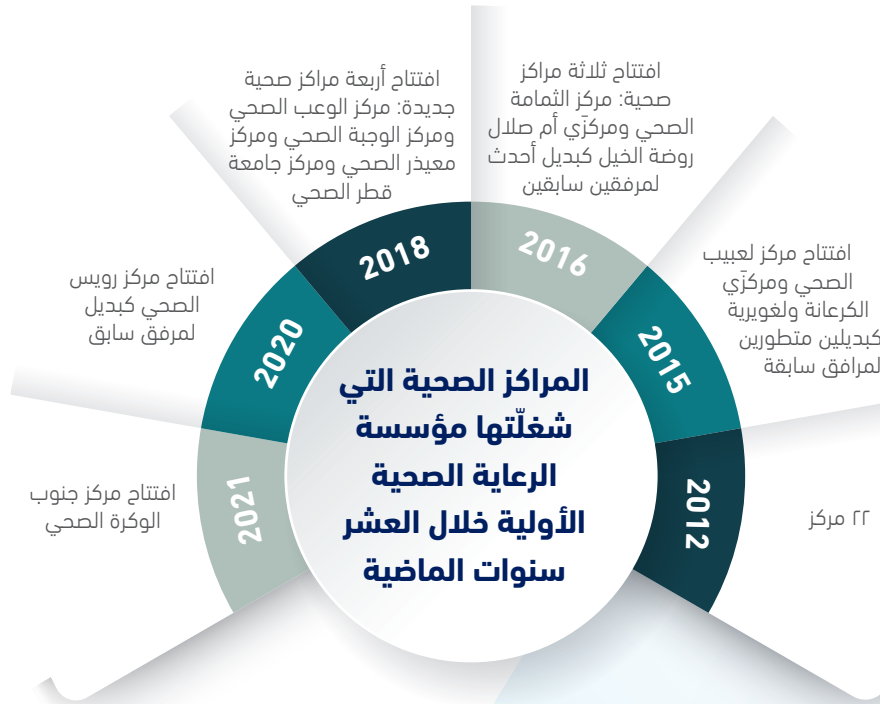 المراكز الصحية التي
شغلّتها مؤسسة
الرعاية الصحية
الأولية خلال العشر
سنوات الماضية
2012
٢٢ مركز
2015
افتتاح مركز لعبيب
الصحي ومركزَي
الكرعانة ولغويرية
كبديلين متطورين
لمرافق سابقة
2016
افتتاح ثلاثة مراكز
صحية: مركز الثمامة
الصحي ومركزَي أم صلال
روضة الخيل كبديل أحدث
لمرفقين سابقين
2018
افتتاح أربعة مراكز صحية
جديدة: مركز الوعب الصحي
ومركز الوجبة الصحي ومركز
معيذر الصحي ومركز جامعة
قطر الصحي
2020
افتتاح مركز رويس
الصحي كبديل
لمرفق سابق
2021
افتتاح مركز جنوب
الوكرة الصحي